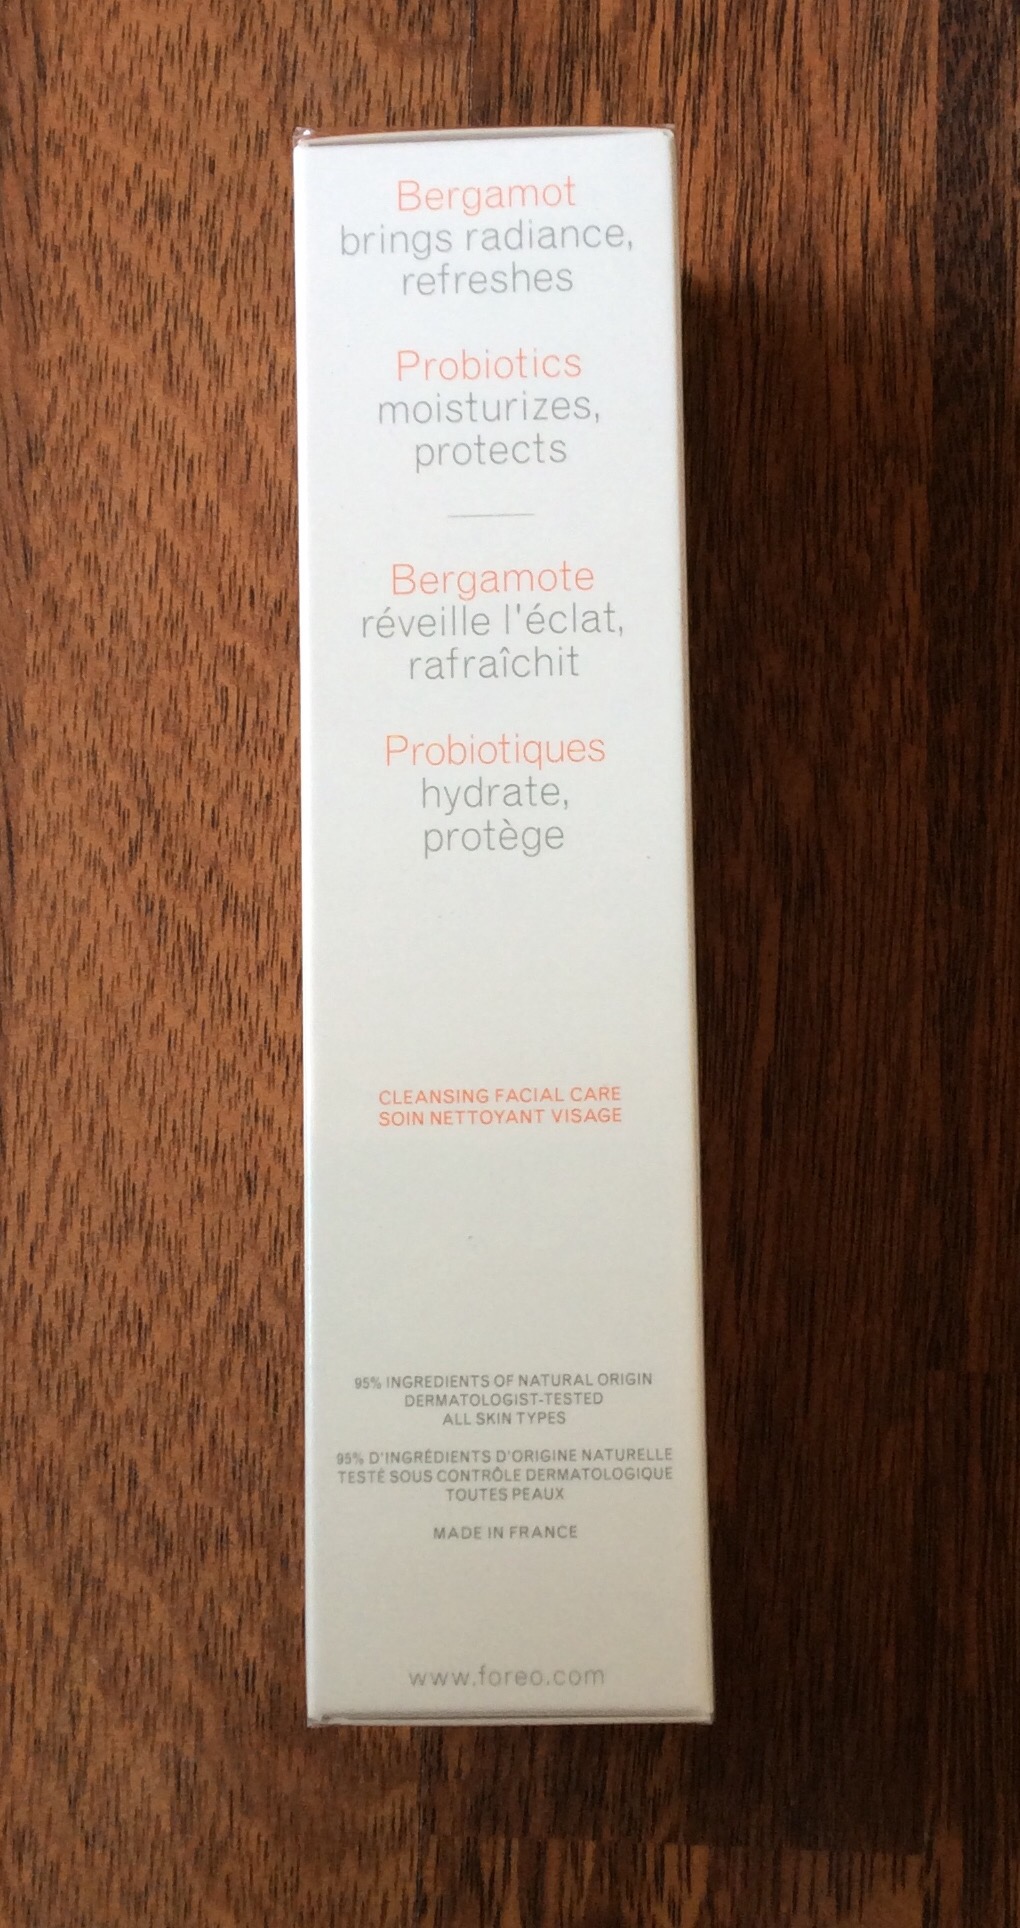 Bergamot
brings radiance,
refreshes
Probiotics
moisturizes,
protects
Bergamote
réveille l'éclat,
rafraîchit
Probiotiques
hydrate,
protège
CLEANSING FACIAL CARE
SOIN NETTOYANT VISAGE
95% INGREDIENTS OF NATURAL ORIGIN
DERMATOLOGIST-TESTED
ALL SKIN TYPES
95% D'INGRÉDIENTS D'ORIGINE NATURELLE
TESTÉ SOUS CONTRÔLE DERMATOLOGIQUE
TOUTES PEAUX
MADE IN FRANCE
www.foreo.com